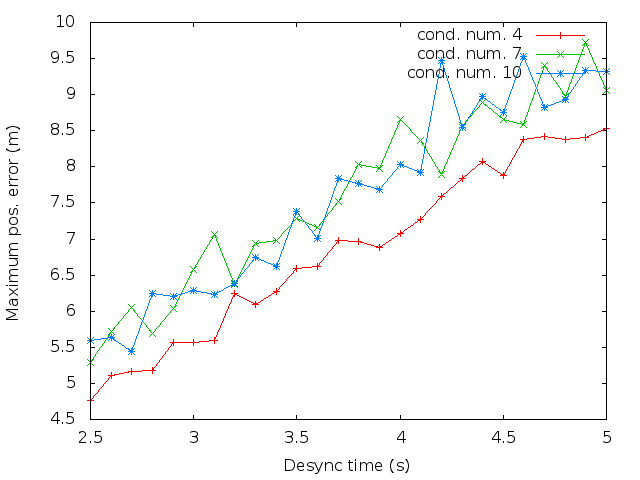 10
9.5
9
8.5
8
7.5
7
6.5
6
5.5
5
4.5
Maximum pos. error (m)
cond. num. 4
cond. num. 7
cond. num. 10
2.5 3 3.5 4 4.5 5
Desync time (s)